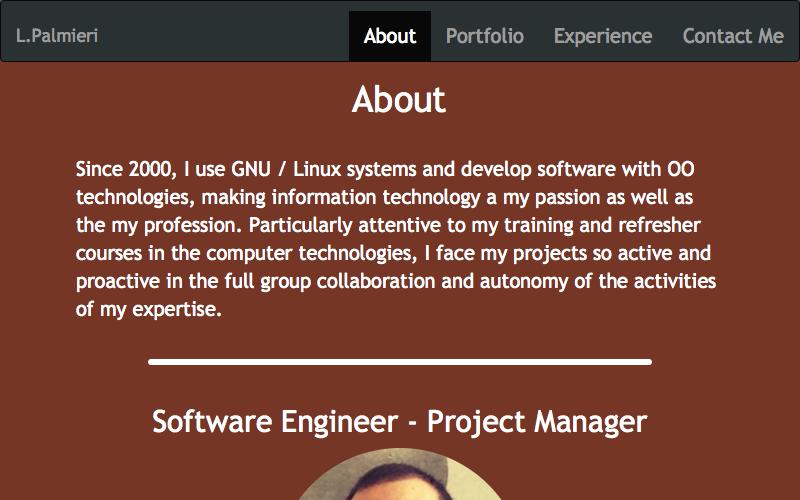 L.Palmieri
About
Portfolio
Experience
Contact Me
About
Since 2000, I use GNU / Linux systems and develop software with OO
technologies, making information technology a my passion as well as
the my profession. Particularly attentive to my training and refresher
courses in the computer technologies, I face my projects so active and
proactive in the full group collaboration and autonomy of the activities
of my expertise.
Software Engineer - Project Manager